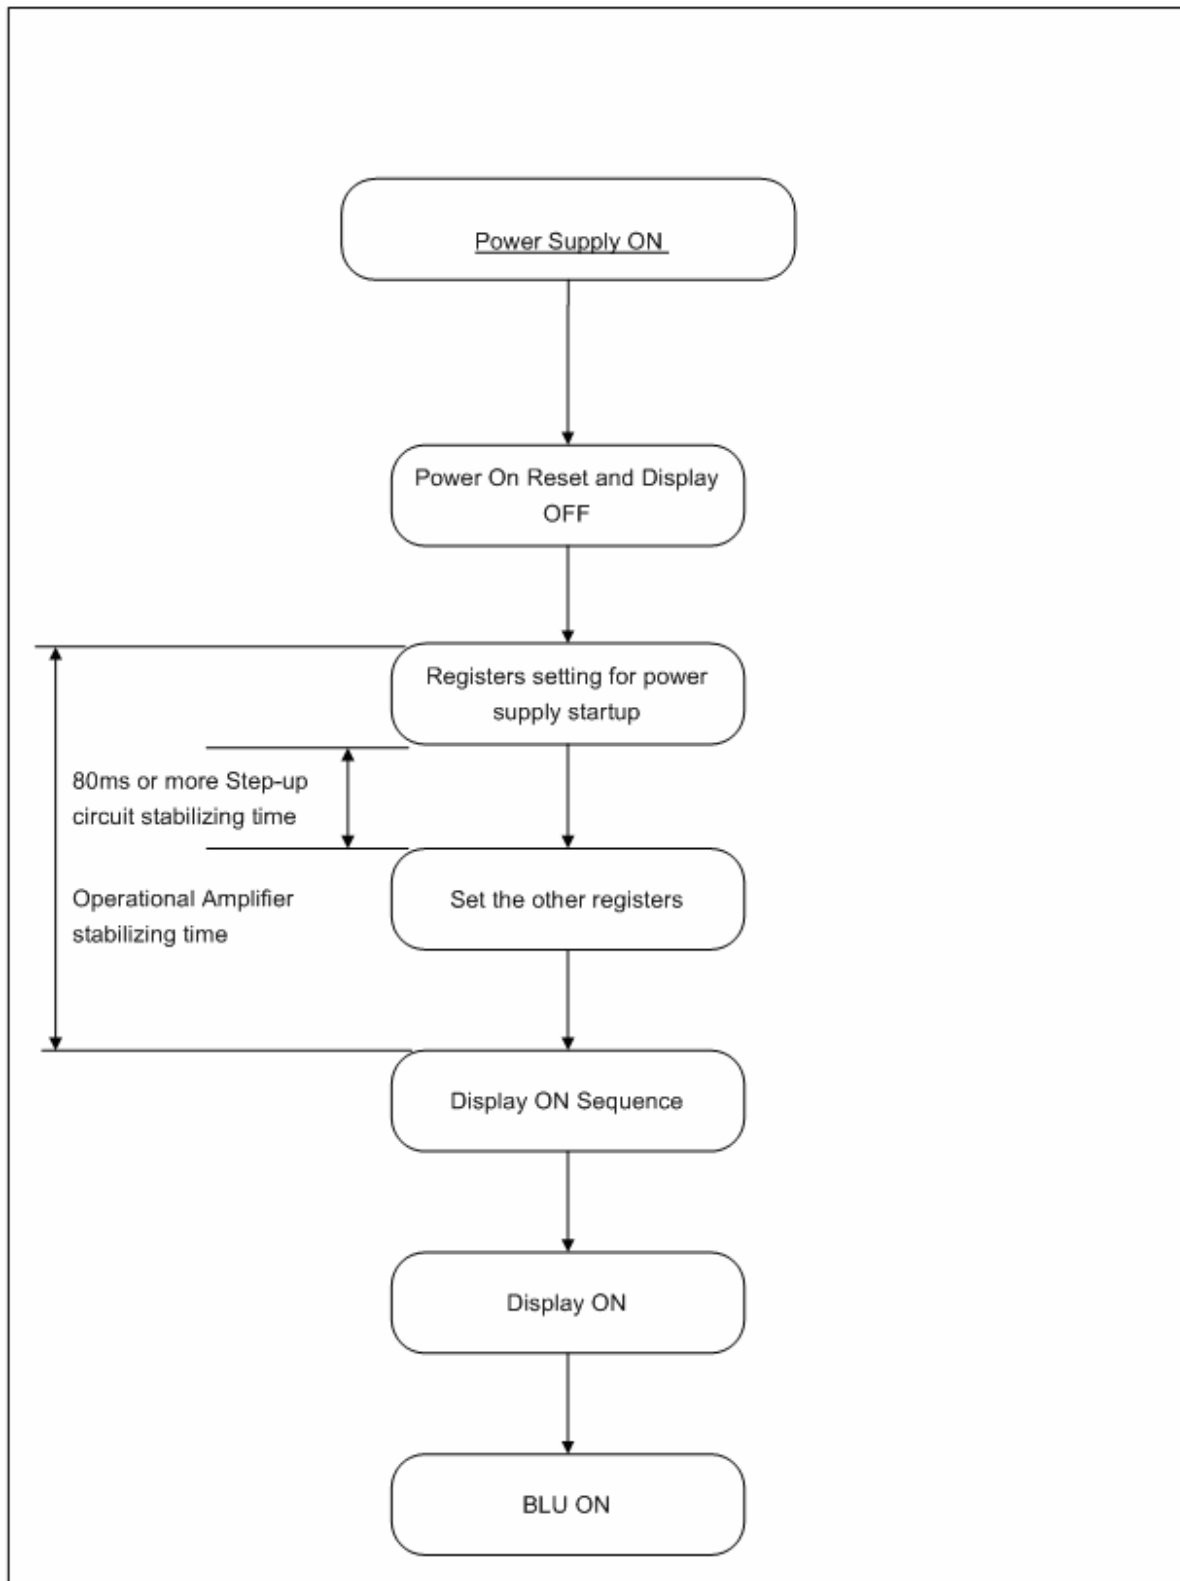 Power Supply ON
Power On Reset and Display
OFF
Registers setting for power
supply startup
80ms or more Step-up
circuit stabilizing time
Operational Amplifier
stabilizing time
Set the other registers
Display ON Sequence
Display ON
BLU ON